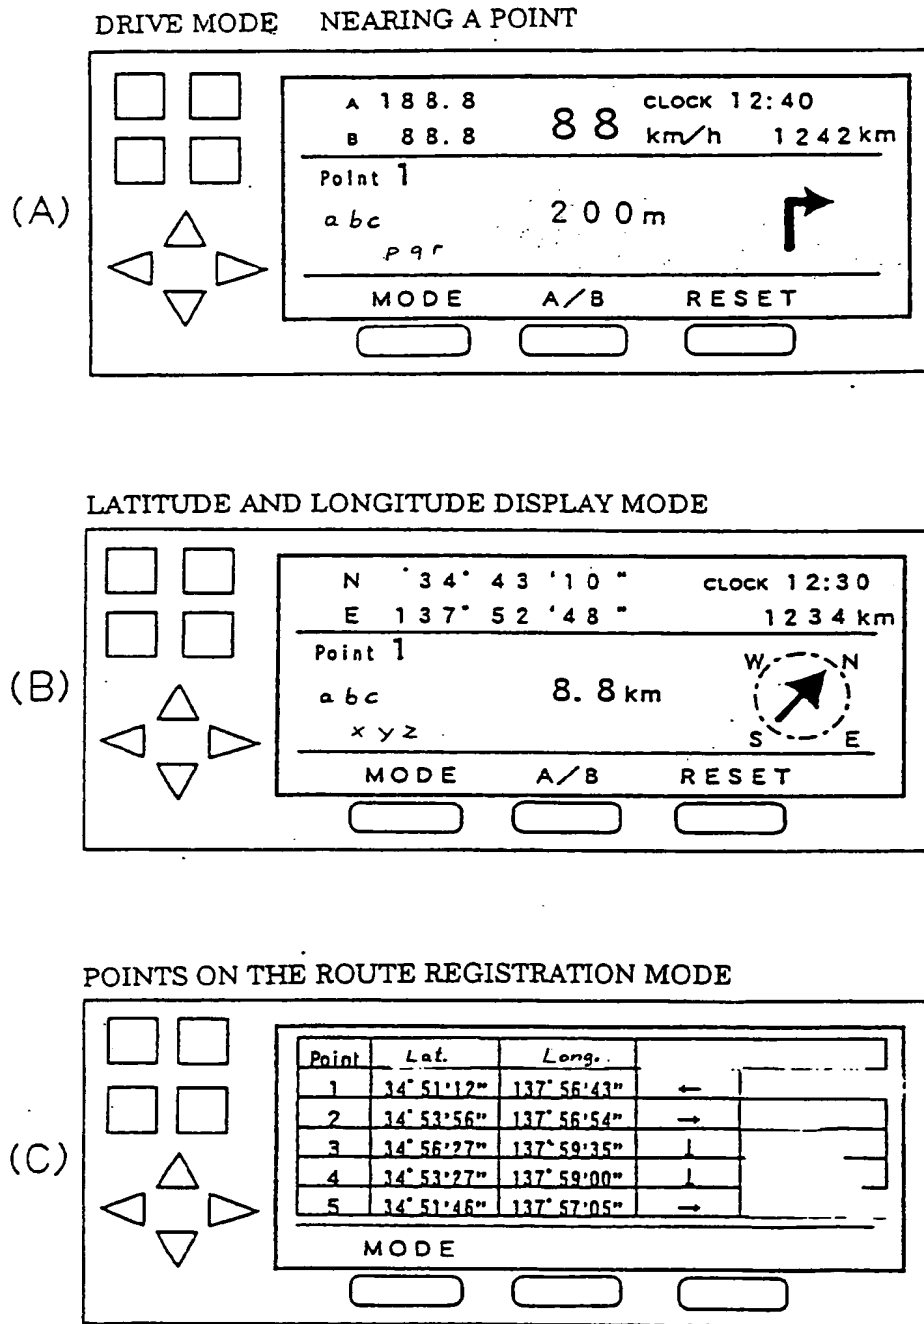 DRIVE MODE NEARING A POINT
(A)
A 188.8 88 km/h CLOCK 12:40
B 88.8 1242km
Point 1
abc 200m
pqr
MODE A/B RESET
LATITUDE AND LONGITUDE DISPLAY MODE
(B)
N 34° 43 '10 " CLOCK 12:30
E 137° 52 '48 " 1234 km
Point 1 W N
abc 8.8km
xyz S E
MODE A/B RESET
POINTS ON THE ROUTE REGISTRATION MODE
(C)
Point Lat. Long.
1 34° 51'12" 137° 56'43" ←
2 34° 53'56" 137° 56'54" →
3 34° 56'27" 137° 59'35" ↓
4 34° 53'27" 137° 59'00" ↓
5 34° 51'46" 137° 57'05" →
MODE